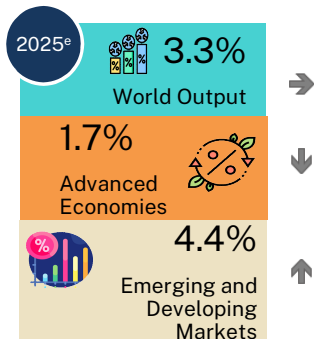 2025ᵉ
3.3%
World Output
1.7%
Advanced
Economies
%
4.4%
Emerging and
Developing
Markets